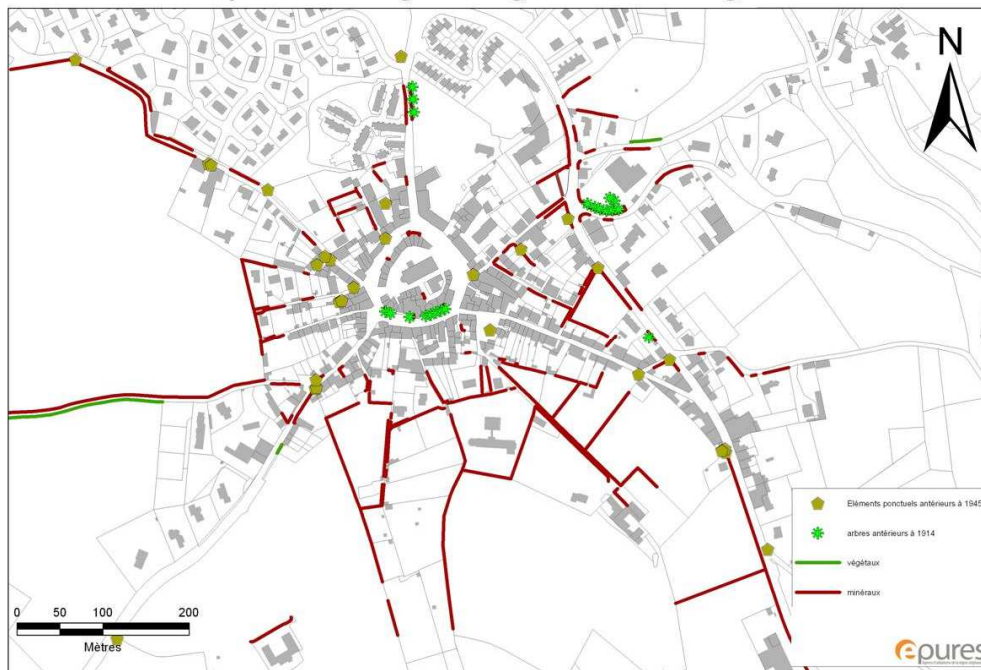 N
Eléments ponctuels antérieurs à 1945
arbres antérieurs à 1914
végétaux
minéraux
0 50 100 200
Mètres
epures